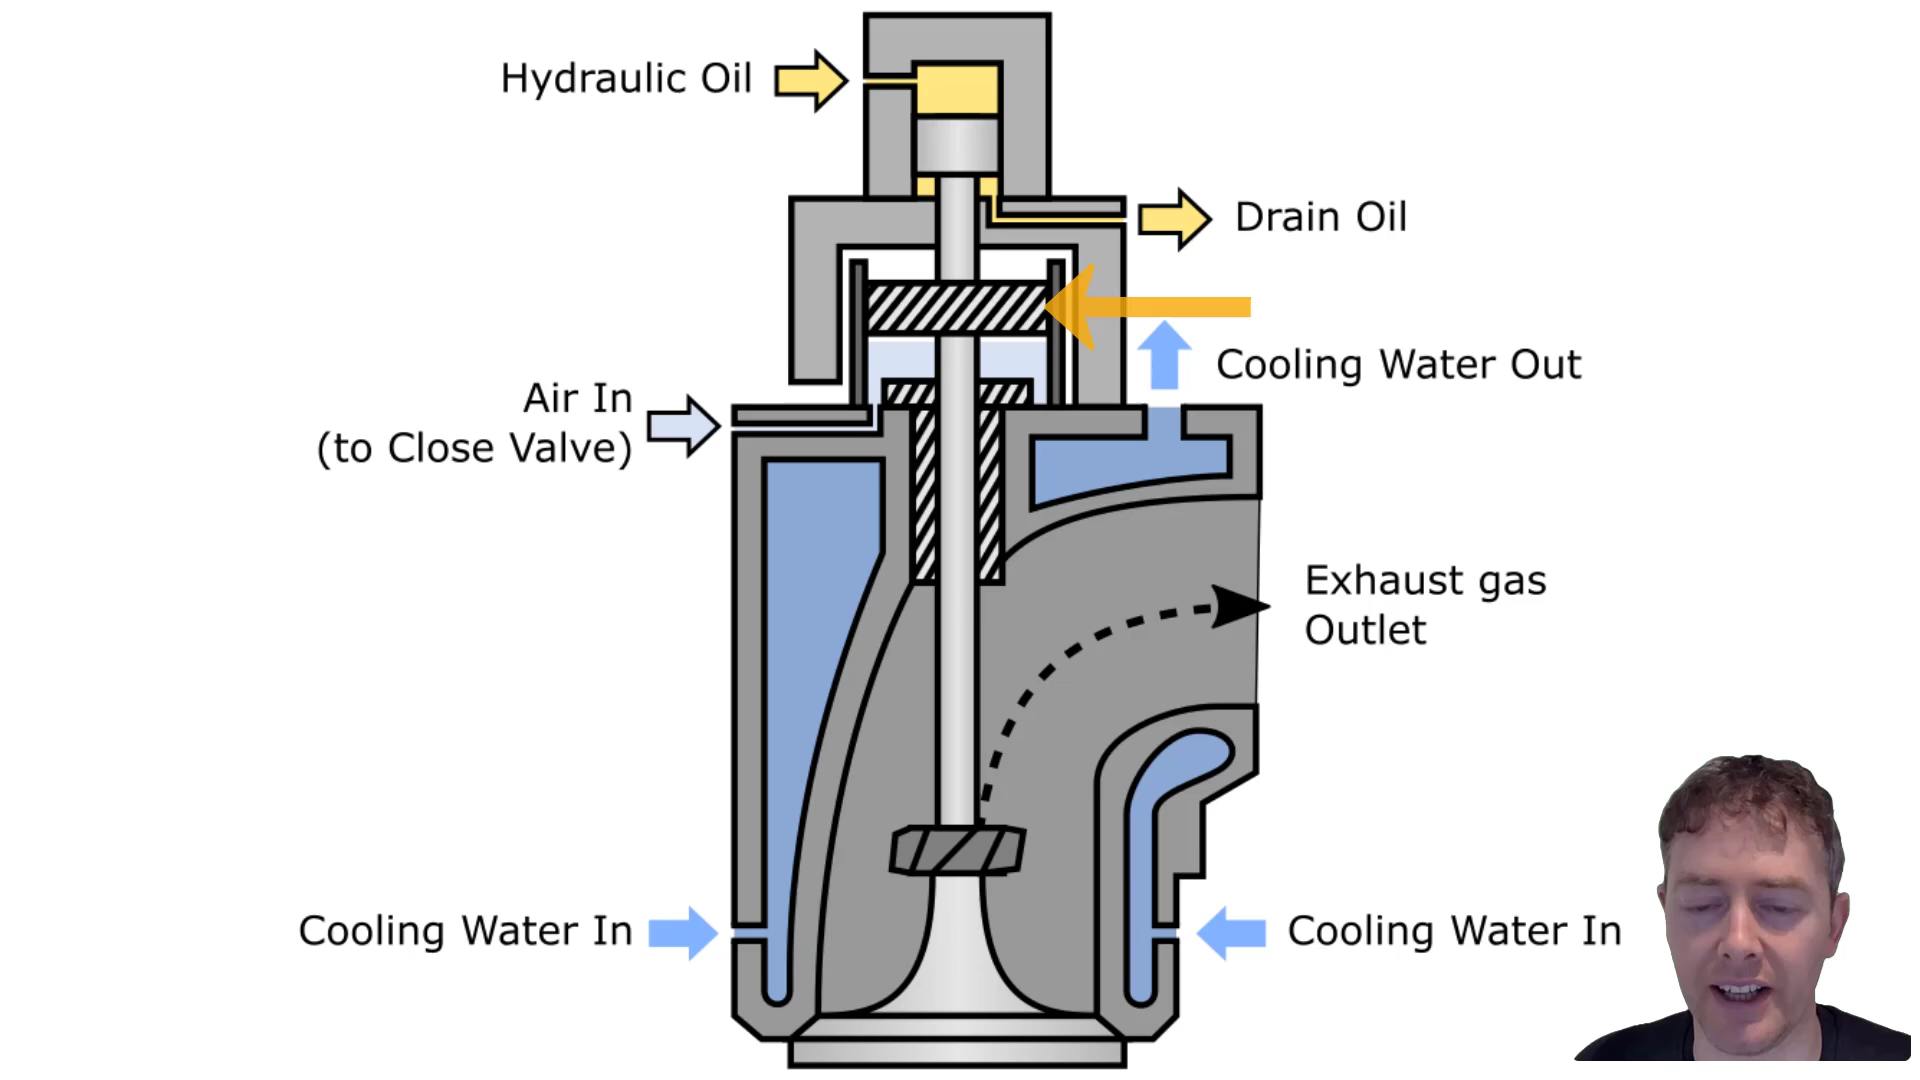 Hydraulic Oil
Drain Oil
Cooling Water Out
Air In
(to Close Valve)
Exhaust gas
Outlet
Cooling Water In
Cooling Water In